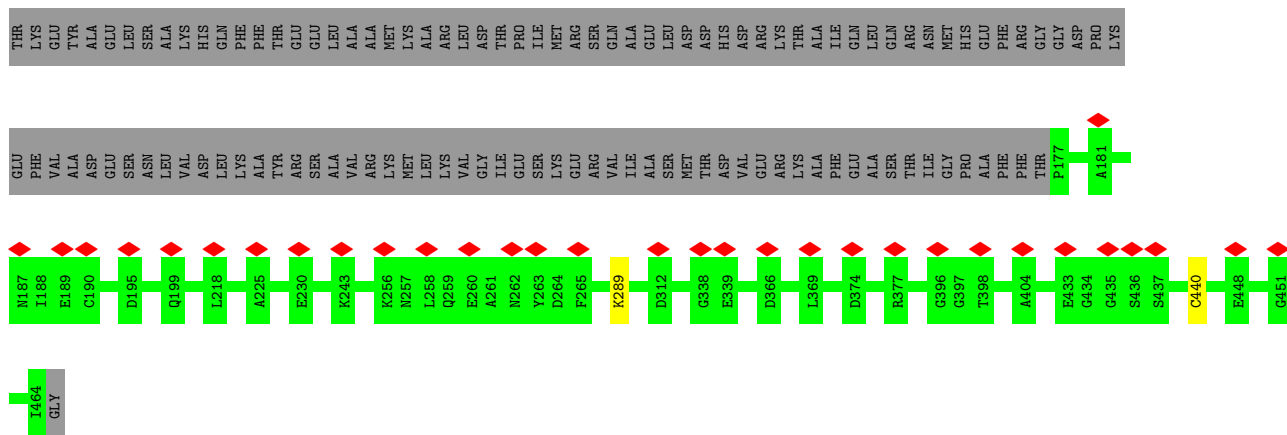 THR LYS GLU TYR ALA GLU LEU SER ALA LYS HIS GLN PHE PHE THR GLU GLU LEU ALA ALA MET LYS ALA ARG LEU ASP THR PRO ILE MET ARG SER GLN ALA GLU LEU ASP ASP HIS ASP ARG LYS THR ALA ILE GLN LEU GLN ARG ASN MET HIS GLU PHE ARG GLY GLY ASP PRO LYS
GLU PHE VAL ALA ASP GLU SER ASN LEU VAL ASP LEU LYS ALA TYR ARG SER ALA VAL ARG LYS MET LEU LYS VAL GLY ILE GLU SER LYS GLU ARG VAL ILE ALA SER MET THR ASP VAL GLU ARG LYS ALA PHE GLU ALA SER THR ILE GLY PRO ALA PHE PHE THR P177 A181
N187 I188 E189 C190 D195 Q199 L218 A225 E230 K243 K256 N257 L258 Q259 E260 A261 N262 Y263 D264 F265 K289 D312 G338 E339 D366 L369 D374 R377 G396 G397 T398 A404 E433 G434 G435 S436 S437 C440 E448 G451
I464 GLY